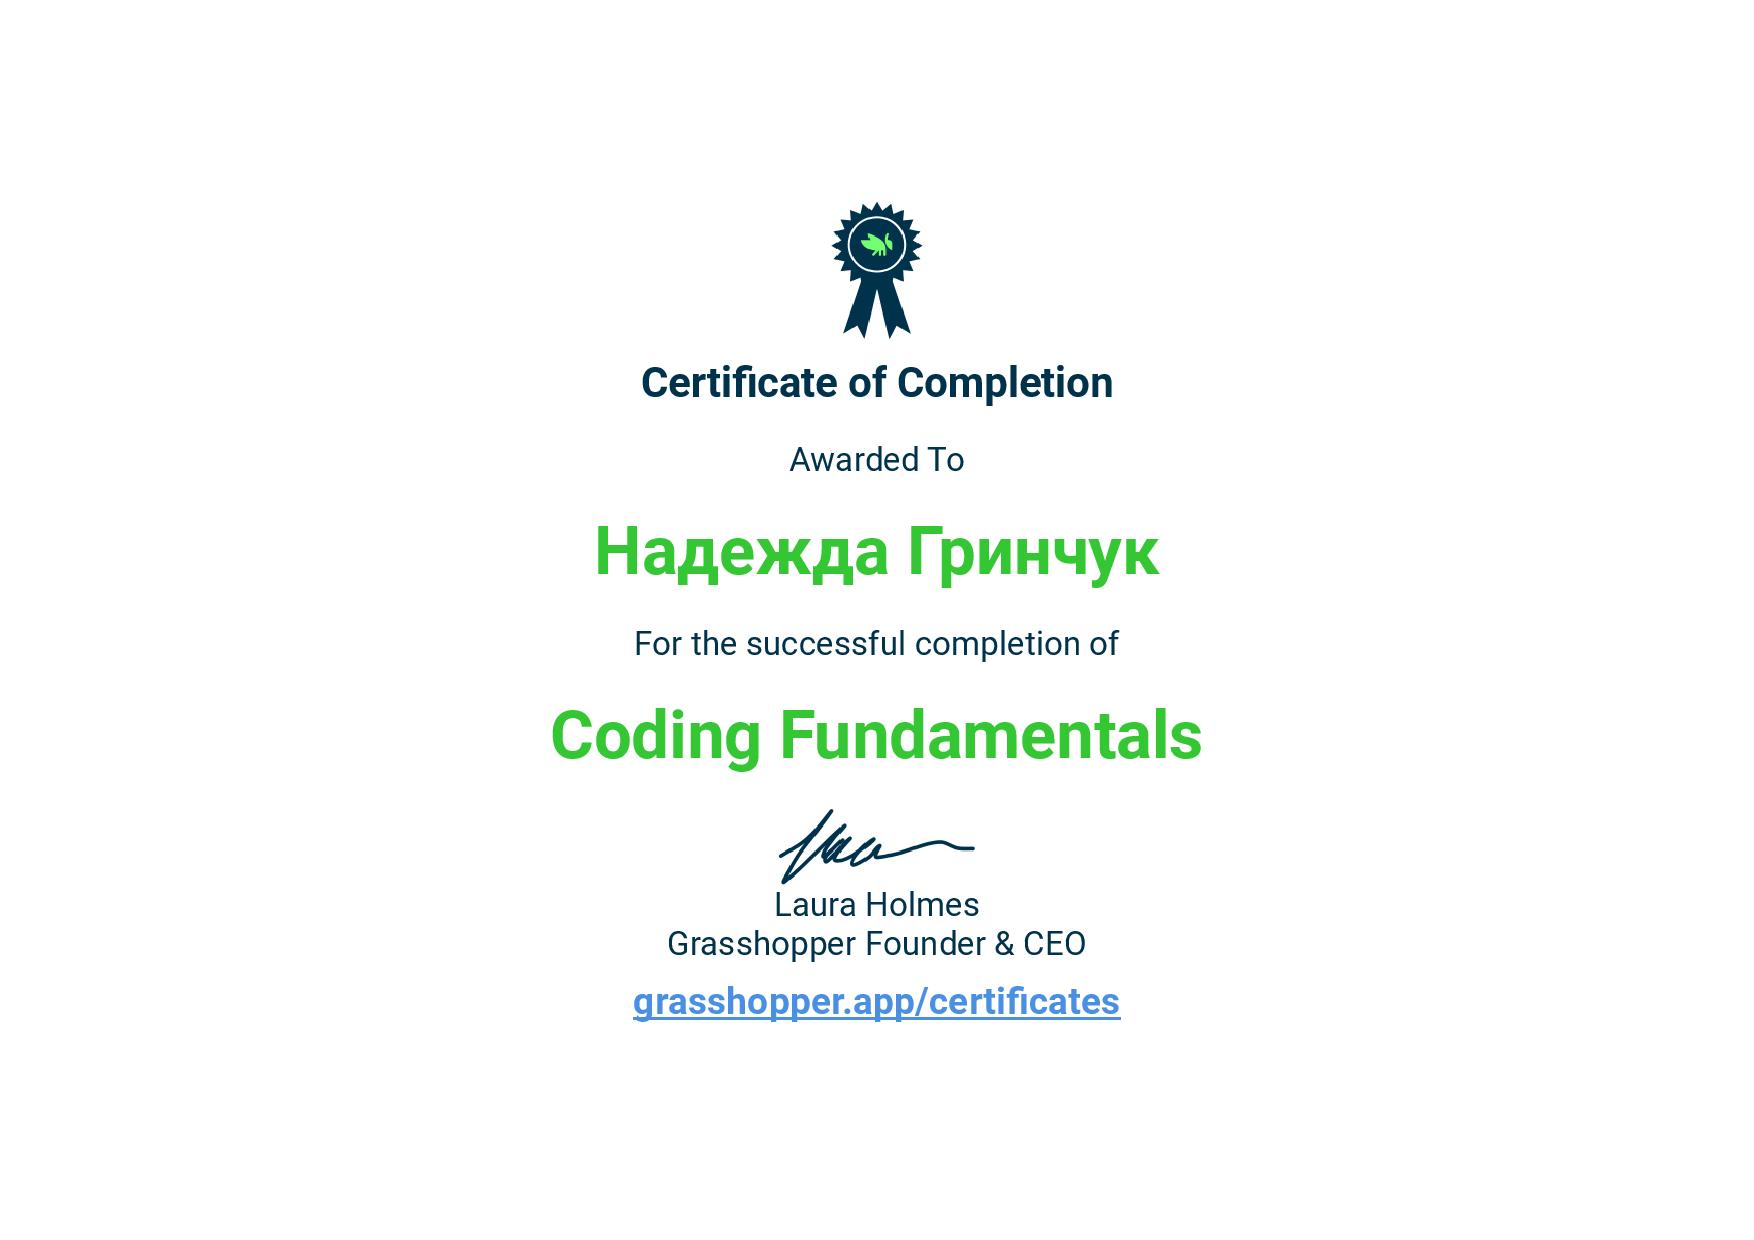 Certificate of Completion
Awarded To
Надежда Гринчук
For the successful completion of
Coding Fundamentals
Laura Holmes
Grasshopper Founder & CEO
grasshopper.app/certificates